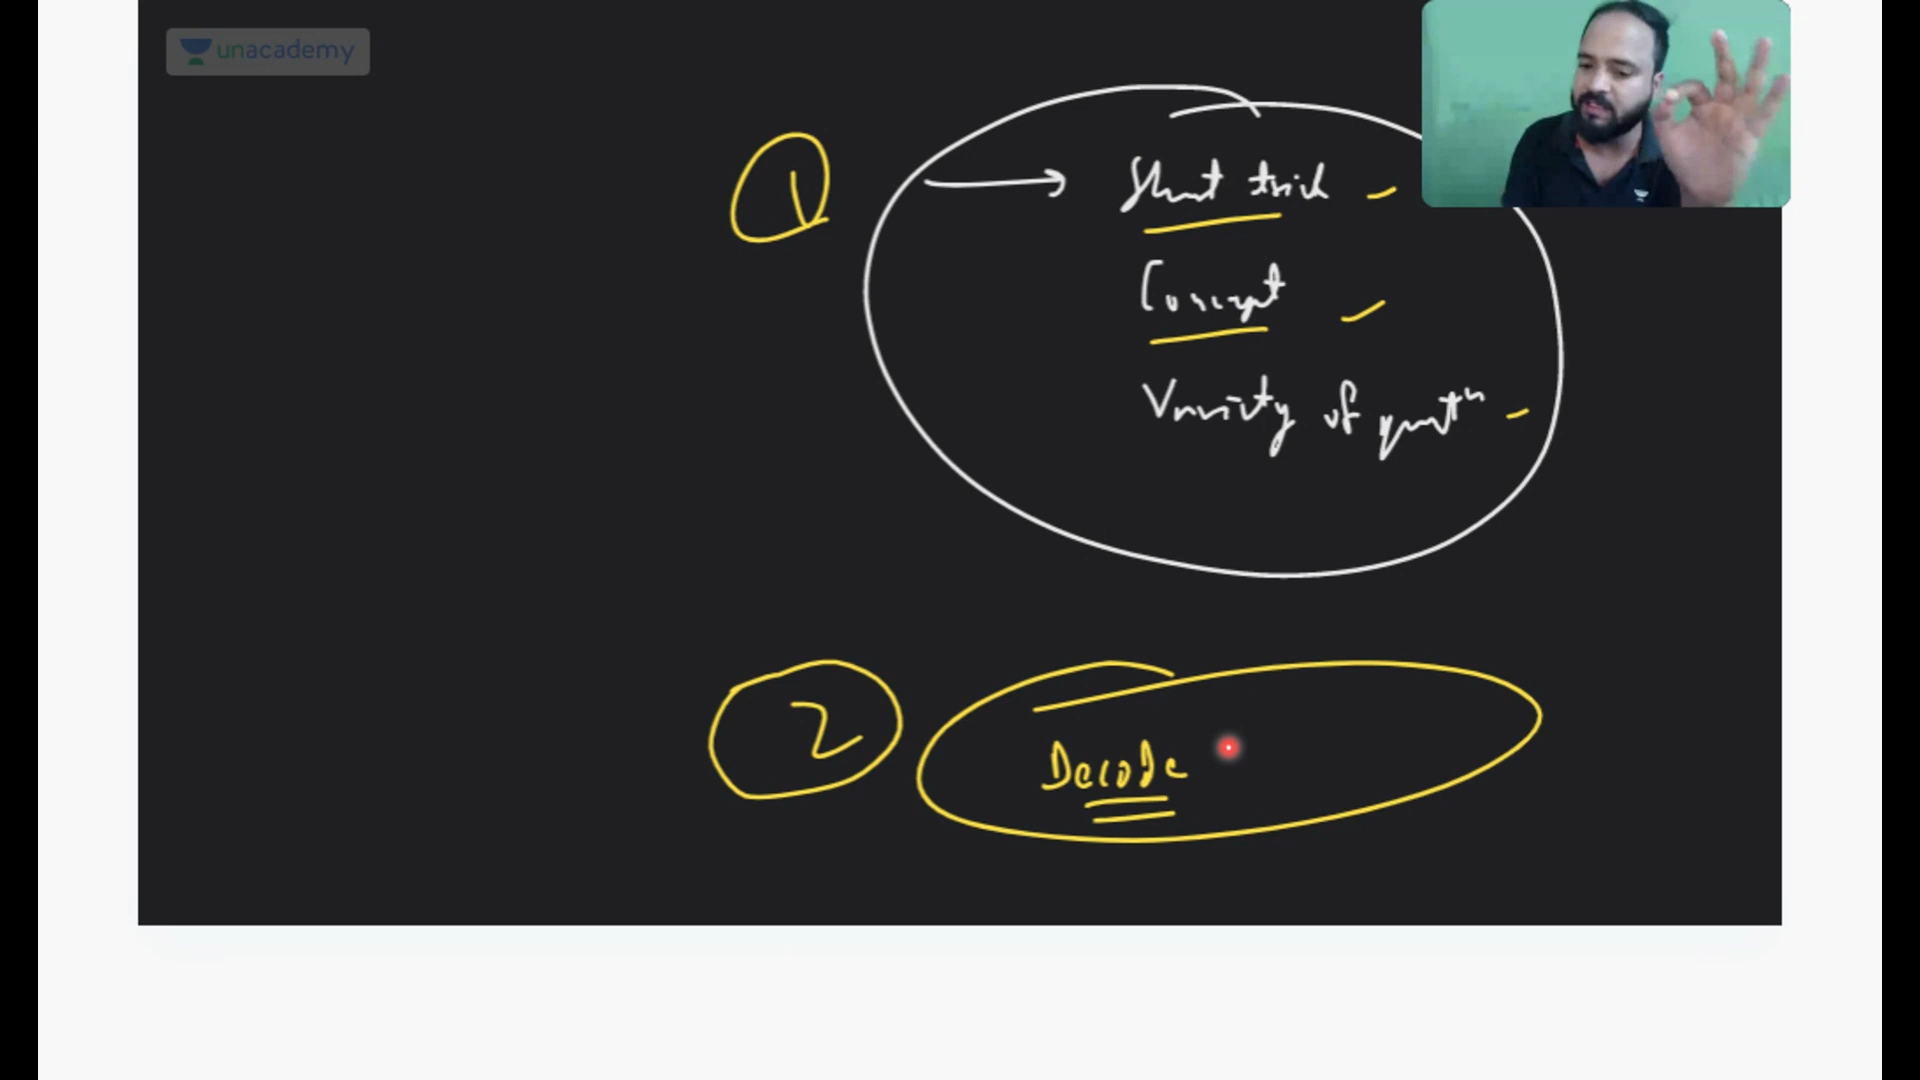 unacademy
1
Short trick
Concept
Variety of questn
2
Decode